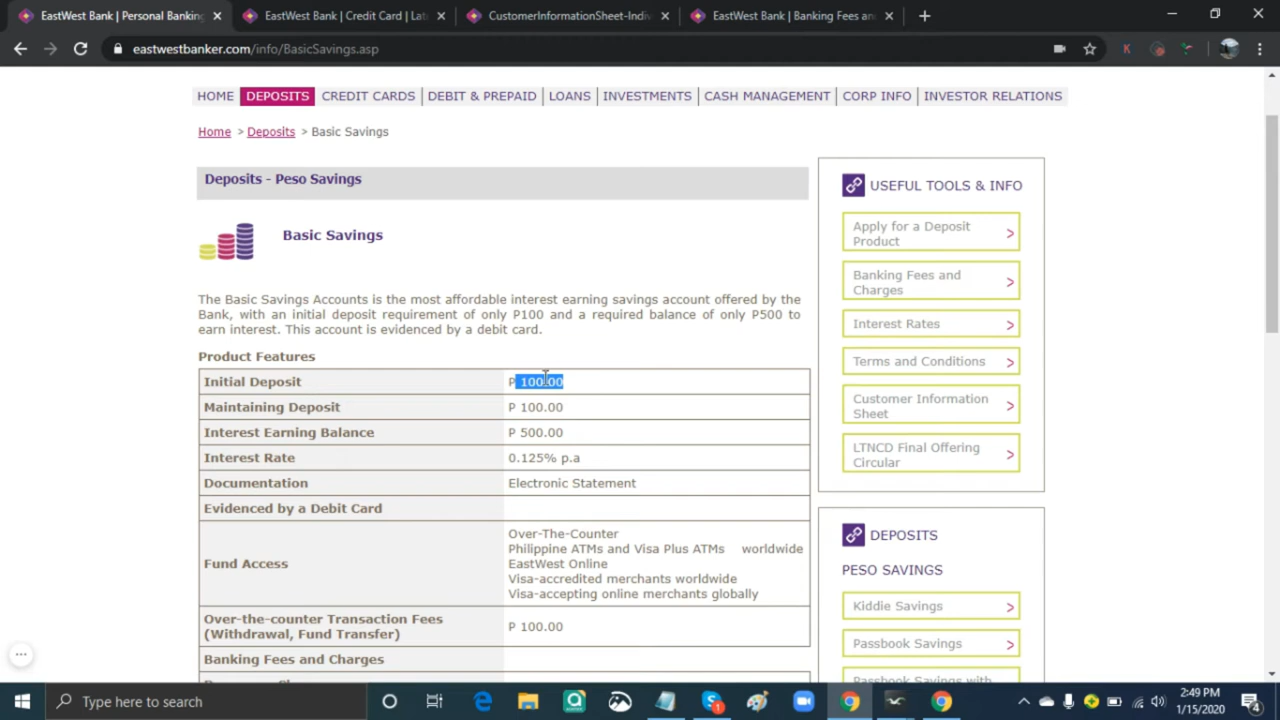 EastWest Bank | Personal Banking
EastWest Bank | Credit Card | Lat
CustomerInformationSheet-Indiv
EastWest Bank | Banking Fees an
eastwestbanker.com/info/BasicSavings.asp
HOME
DEPOSITS
CREDIT CARDS
DEBIT & PREPAID
LOANS
INVESTMENTS
CASH MANAGEMENT
CORP INFO
INVESTOR RELATIONS
Home > Deposits > Basic Savings
Deposits - Peso Savings
Basic Savings
The Basic Savings Accounts is the most affordable interest earning savings account offered by the
Bank, with an initial deposit requirement of only P100 and a required balance of only P500 to
earn interest. This account is evidenced by a debit card.
Product Features
Initial Deposit P 100.00
Maintaining Deposit P 100.00
Interest Earning Balance P 500.00
Interest Rate 0.125% p.a
Documentation Electronic Statement
Evidenced by a Debit Card
Fund Access
Over-The-Counter
Philippine ATMs and Visa Plus ATMs worldwide
EastWest Online
Visa-accredited merchants worldwide
Visa-accepting online merchants globally
Over-the-counter Transaction Fees
(Withdrawal, Fund Transfer)
P 100.00
Banking Fees and Charges
USEFUL TOOLS & INFO
Apply for a Deposit
Product
Banking Fees and
Charges
Interest Rates
Terms and Conditions
Customer Information
Sheet
LTNCD Final Offering
Circular
DEPOSITS
PESO SAVINGS
Kiddie Savings
Passbook Savings
Passbook Savings with
Type here to search
2:49 PM
1/15/2020
4